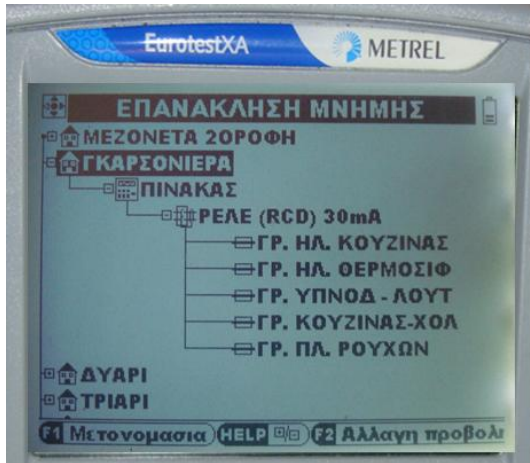 EurotestXA METREL
ΕΠΑΝΑΚΛΗΣΗ ΜΝΗΜΗΣ
ΜΕΖΟΝΕΤΑ 2ΟΡΟΦΗ
ΓΚΑΡΣΟΝΙΕΡΑ
ΠΙΝΑΚΑΣ
ΡΕΛΕ (RCD) 30mA
ΓΡ. ΗΛ. ΚΟΥΖΙΝΑΣ
ΓΡ. ΗΛ. ΘΕΡΜΟΣΙΦ
ΓΡ. ΥΠΝΟΔ - ΛΟΥΤ
ΓΡ. ΚΟΥΖΙΝΑΣ-ΧΟΛ
ΓΡ. ΠΛ. ΡΟΥΧΩΝ
ΔΥΑΡΙ
ΤΡΙΑΡΙ
F1 Μετονομασια HELP F2 Αλλαγη προβολι